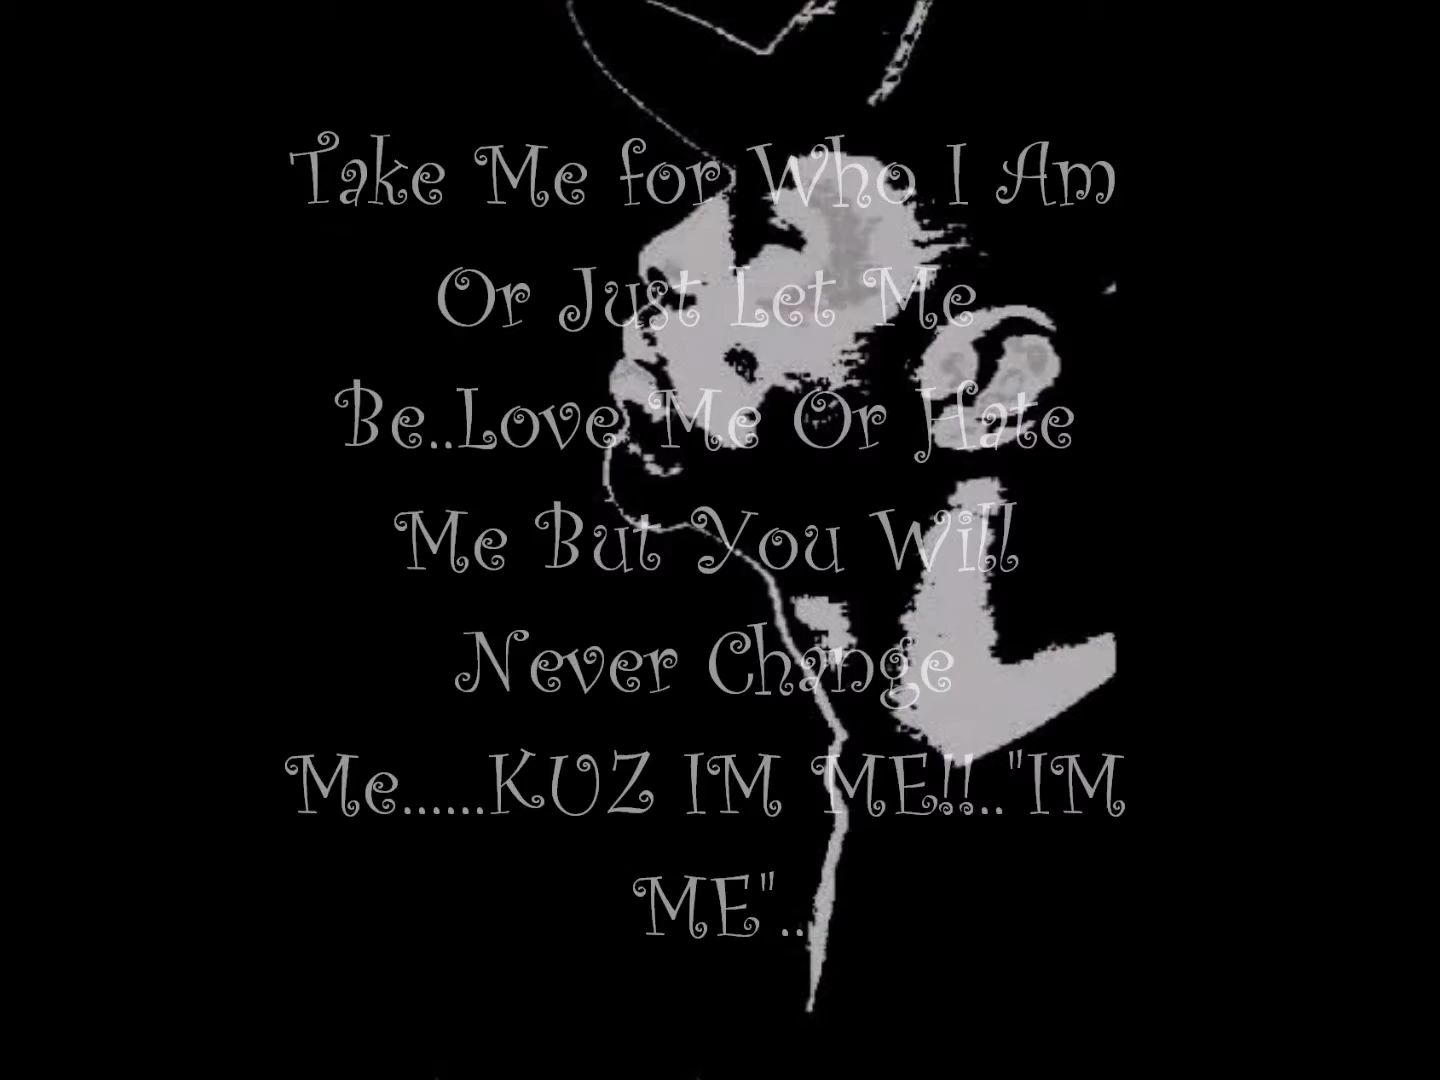 Take Me for Who I Am
Or Just Let Me
Be..Love Me Or Hate
Me But You Will
Never Change
Me......KUZ IM ME!!.."IM
ME"..